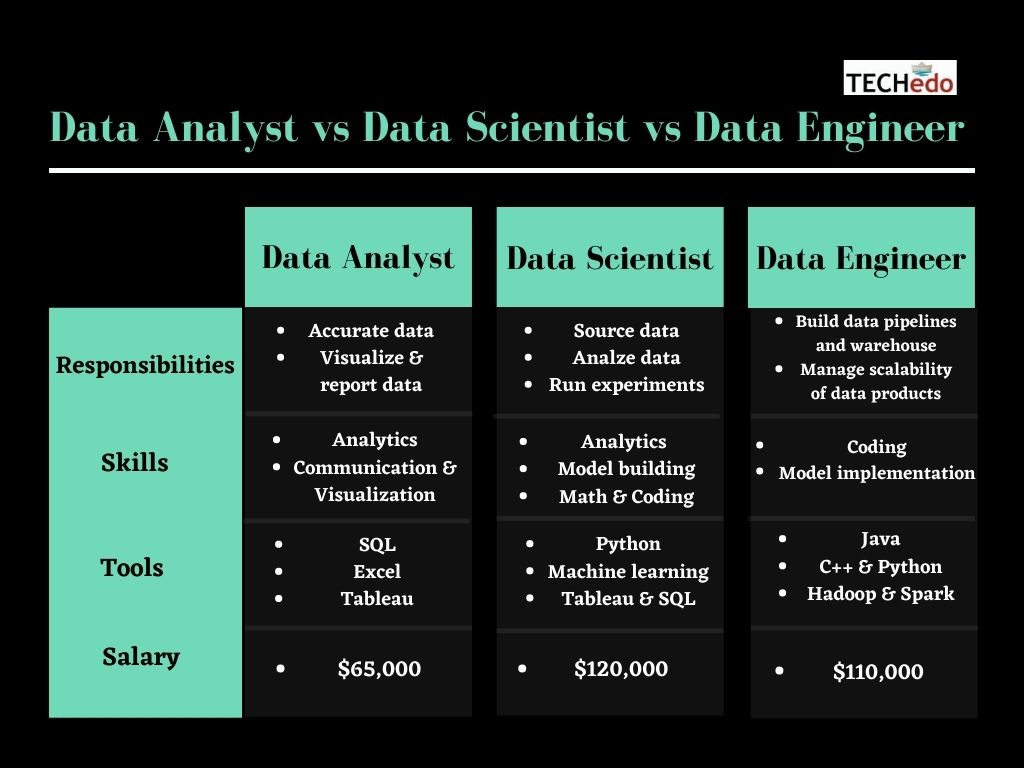 TECHedo
Data Analyst vs Data Scientist vs Data Engineer
Data Analyst
Data Scientist
Data Engineer
Responsibilities
• Accurate data
• Visualize &
report data
• Source data
• Analze data
• Run experiments
• Build data pipelines
and warehouse
• Manage scalability
of data products
Skills
• Analytics
• Communication &
Visualization
• Analytics
• Model building
• Math & Coding
• Coding
• Model implementation
Tools
• SQL
• Excel
• Tableau
• Python
• Machine learning
• Tableau & SQL
• Java
• C++ & Python
• Hadoop & Spark
Salary
• $65,000
• $120,000
• $110,000